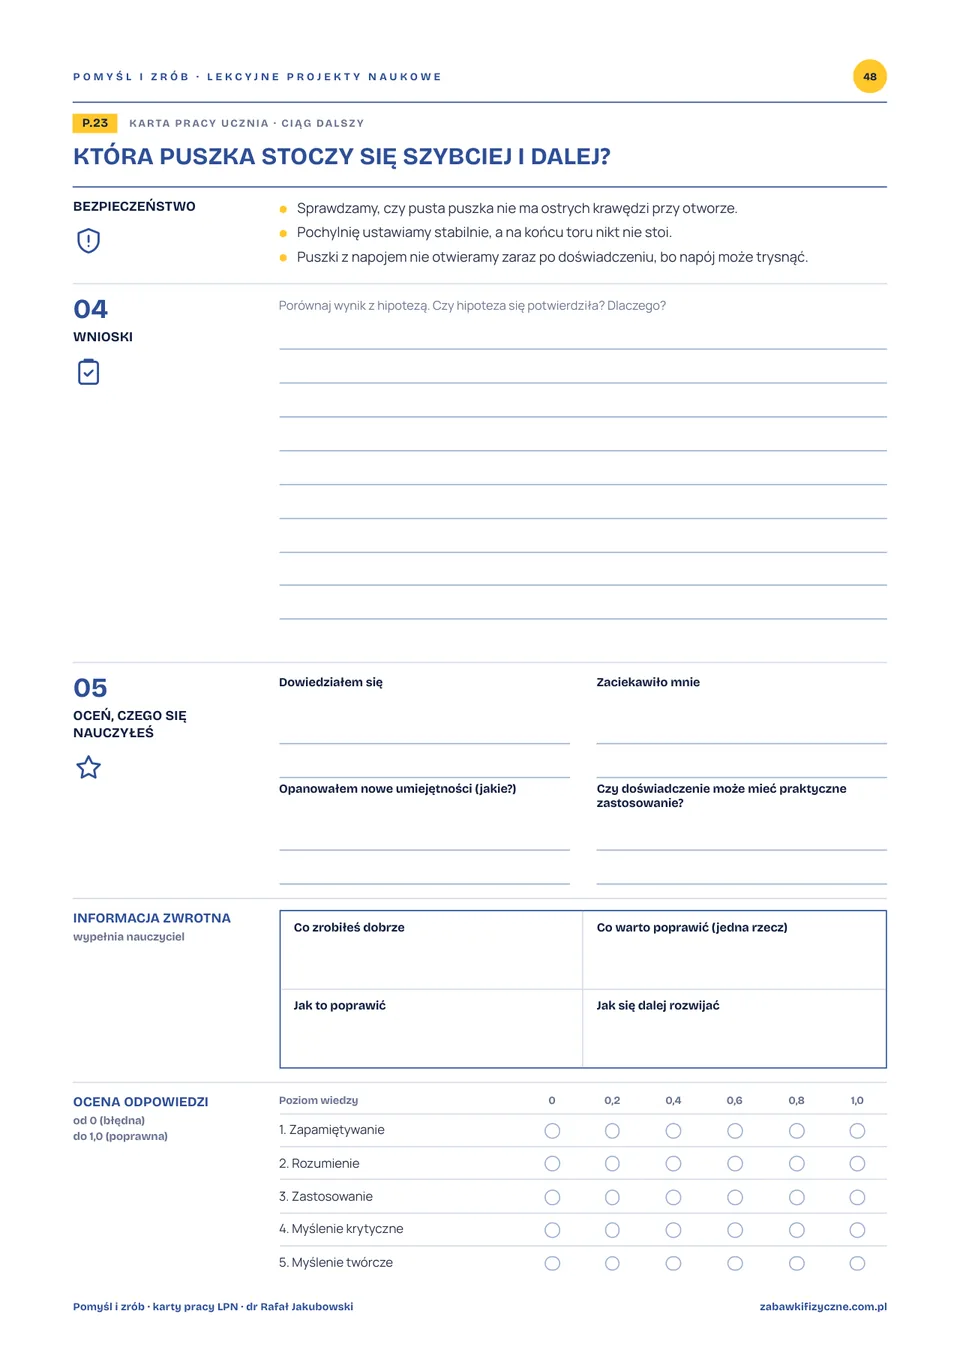 POMYŚL I ZRÓB · LEKCYJNE PROJEKTY NAUKOWE
48
P.23 KARTA PRACY UCZNIA · CIĄG DALSZY
KTÓRA PUSZKA STOCZY SIĘ SZYBCIEJ I DALEJ?
BEZPIECZEŃSTWO
Sprawdzamy, czy pusta puszka nie ma ostrych krawędzi przy otworze.
Pochylnię ustawiamy stabilnie, a na końcu toru nikt nie stoi.
Puszki z napojem nie otwieramy zaraz po doświadczeniu, bo napój może trysnąć.
04
WNIOSKI
Porównaj wynik z hipotezą. Czy hipoteza się potwierdziła? Dlaczego?
05
OCEŃ, CZEGO SIĘ
NAUCZYŁEŚ
Dowiedziałem się
Zaciekawiło mnie
Opanowałem nowe umiejętności (jakie?)
Czy doświadczenie może mieć praktyczne
zastosowanie?
INFORMACJA ZWROTNA
wypełnia nauczyciel
Co zrobiłeś dobrze
Co warto poprawić (jedna rzecz)
Jak to poprawić
Jak się dalej rozwijać
OCENA ODPOWIEDZI
od 0 (błędna)
do 1,0 (poprawna)
Poziom wiedzy 0 0,2 0,4 0,6 0,8 1,0
1. Zapamiętywanie
2. Rozumienie
3. Zastosowanie
4. Myślenie krytyczne
5. Myślenie twórcze
Pomyśl i zrób · karty pracy LPN · dr Rafał Jakubowski
zabawkifizyczne.com.pl